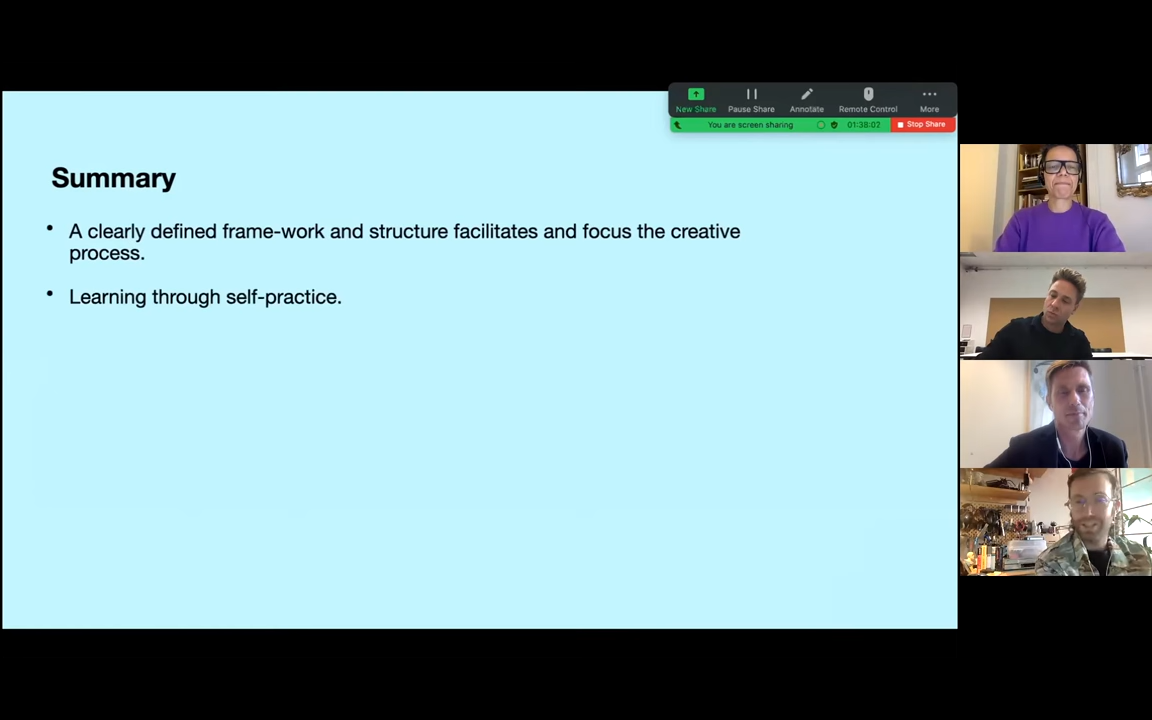 New Share
Pause Share
Annotate
Remote Control
More
You are screen sharing
01:38:02
Stop Share
Summary
• A clearly defined frame-work and structure facilitates and focus the creative
process.
• Learning through self-practice.